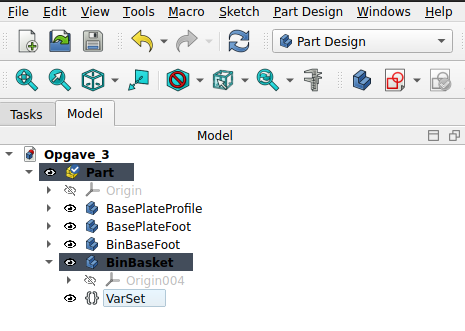 File Edit View Tools Macro Sketch Part Design Windows Help
Part Design
Tasks Model
Model
Opgave_3
Part
Origin
BasePlateProfile
BasePlateFoot
BinBaseFoot
BinBasket
Origin004
VarSet